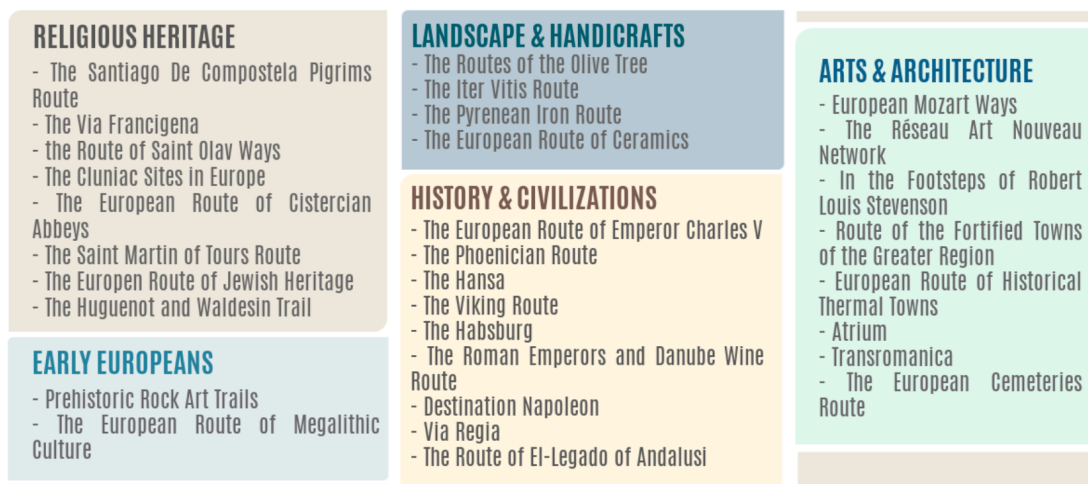 RELIGIOUS HERITAGE
- The Santiago De Compostela Pigrims
Route
- The Via Francigena
- the Route of Saint Olav Ways
- The Cluniac Sites in Europe
- The European Route of Cistercian
Abbeys
- The Saint Martin of Tours Route
- The Europen Route of Jewish Heritage
- The Huguenot and Waldesin Trail
EARLY EUROPEANS
- Prehistoric Rock Art Trails
- The European Route of Megalithic
Culture
LANDSCAPE & HANDICRAFTS
- The Routes of the Olive Tree
- The Iter Vitis Route
- The Pyrenean Iron Route
- The European Route of Ceramics
HISTORY & CIVILIZATIONS
- The European Route of Emperor Charles V
- The Phoenician Route
- The Hansa
- The Viking Route
- The Habsburg
- The Roman Emperors and Danube Wine
Route
- Destination Napoleon
- Via Regia
- The Route of El-Legado of Andalusi
ARTS & ARCHITECTURE
- European Mozart Ways
- The Réseau Art Nouveau
Network
- In the Footsteps of Robert
Louis Stevenson
- Route of the Fortified Towns
of the Greater Region
- European Route of Historical
Thermal Towns
- Atrium
- Transromanica
- The European Cemeteries
Route